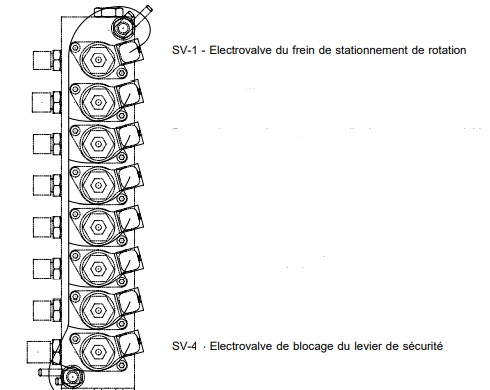 SV-1 - Electrovalve du frein de stationnement de rotation
SV-4 - Electrovalve de blocage du levier de sécurité